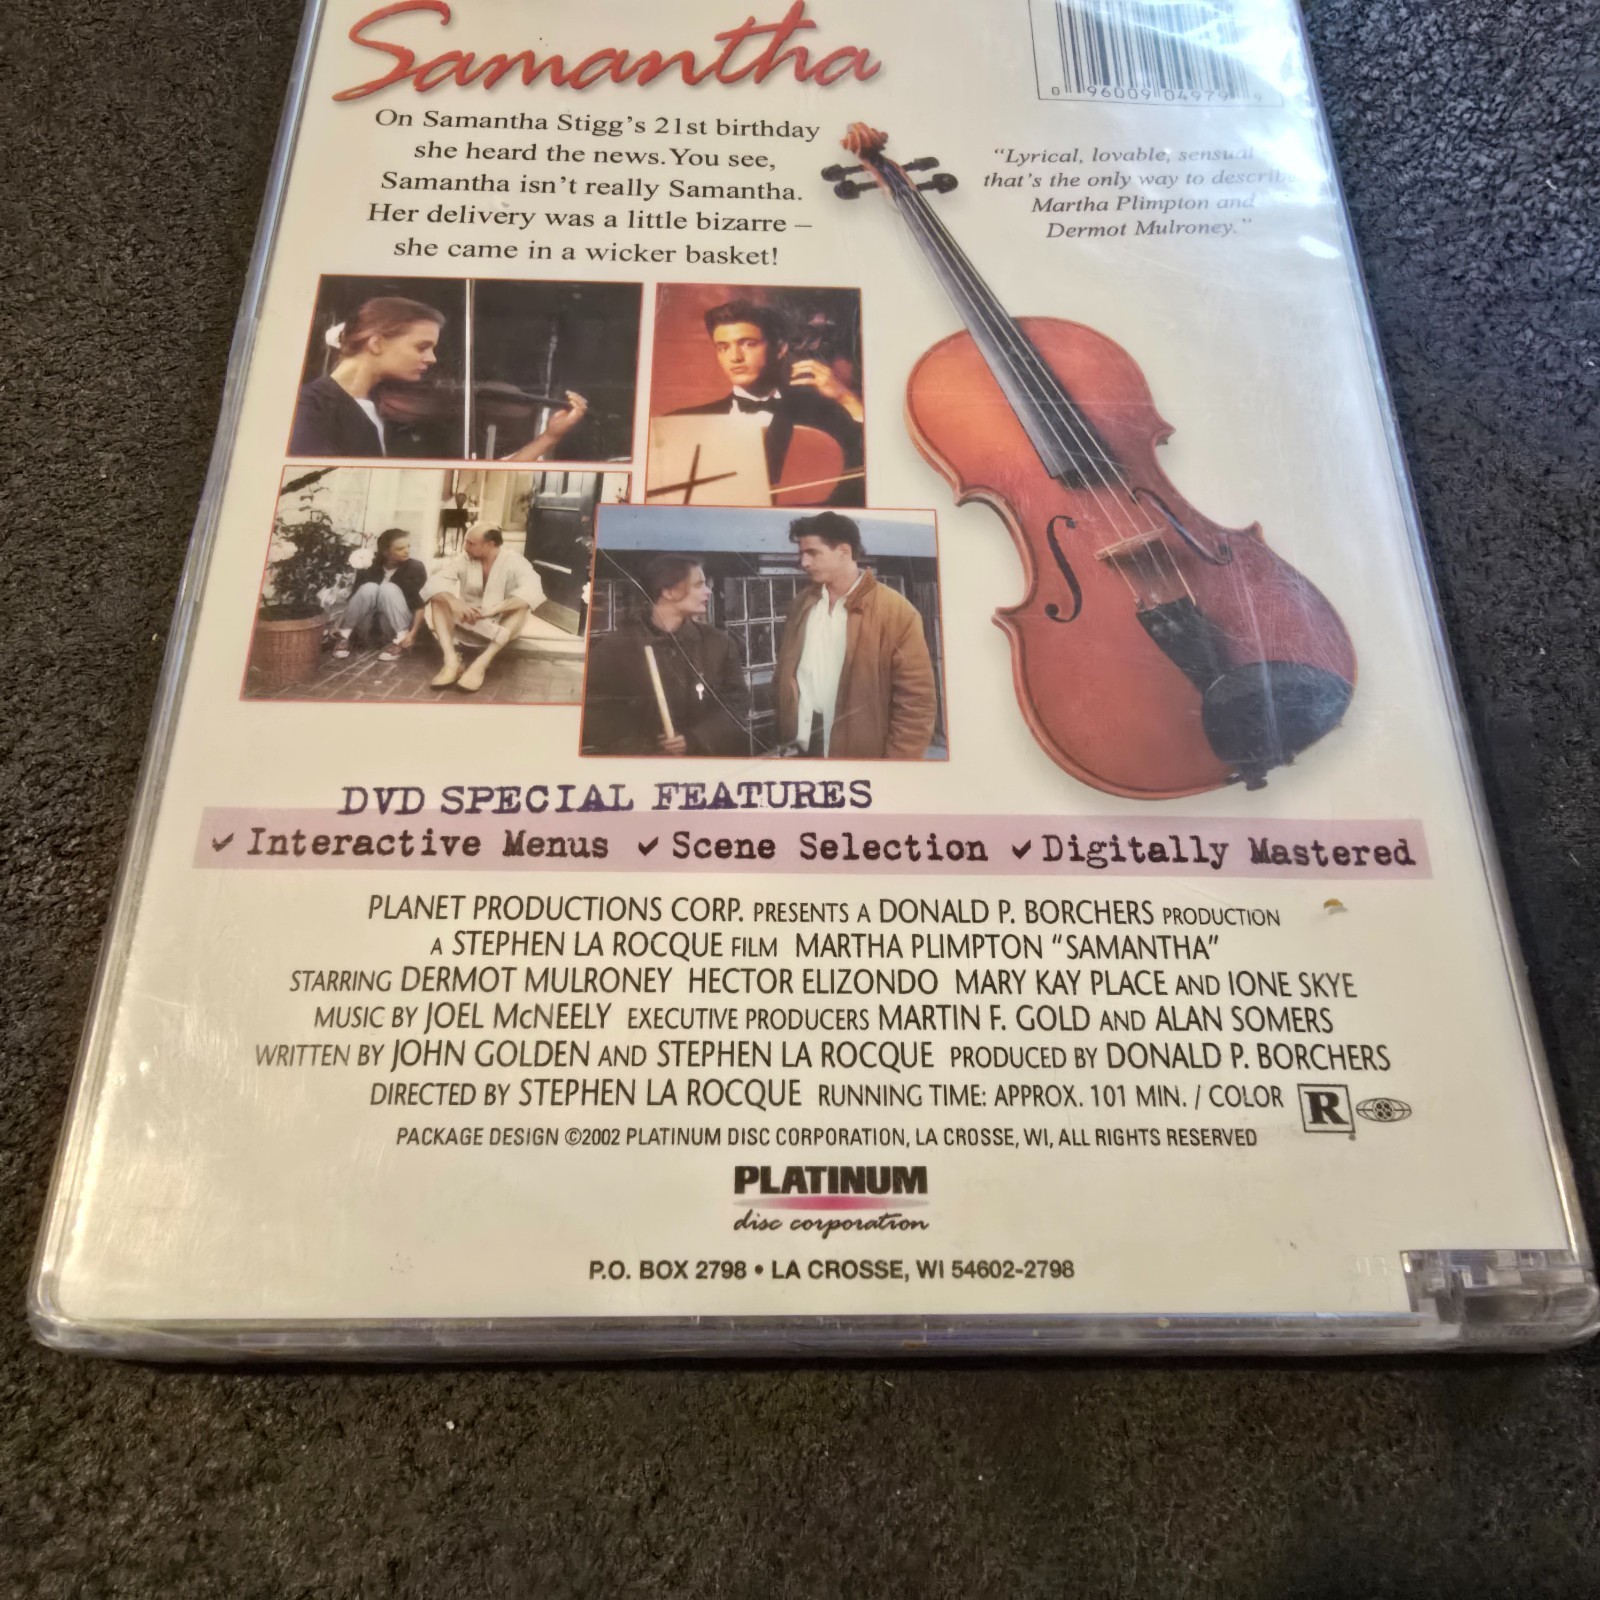 Samantha
0 96009 04979 9
On Samantha Stigg's 21st birthday
she heard the news. You see,
Samantha isn't really Samantha.
Her delivery was a little bizarre –
she came in a wicker basket!
"Lyrical, lovable, sensual
that's the only way to describe
Martha Plimpton and
Dermot Mulroney."
DVD SPECIAL FEATURES
✓ Interactive Menus ✓ Scene Selection ✓ Digitally Mastered
PLANET PRODUCTIONS CORP. PRESENTS A DONALD P. BORCHERS PRODUCTION
A STEPHEN LA ROCQUE FILM MARTHA PLIMPTON "SAMANTHA"
STARRING DERMOT MULRONEY HECTOR ELIZONDO MARY KAY PLACE AND IONE SKYE
MUSIC BY JOEL McNEELY EXECUTIVE PRODUCERS MARTIN F. GOLD AND ALAN SOMERS
WRITTEN BY JOHN GOLDEN AND STEPHEN LA ROCQUE PRODUCED BY DONALD P. BORCHERS
DIRECTED BY STEPHEN LA ROCQUE RUNNING TIME: APPROX. 101 MIN. / COLOR R
PACKAGE DESIGN ©2002 PLATINUM DISC CORPORATION, LA CROSSE, WI, ALL RIGHTS RESERVED
PLATINUM
disc corporation
P.O. BOX 2798 • LA CROSSE, WI 54602-2798